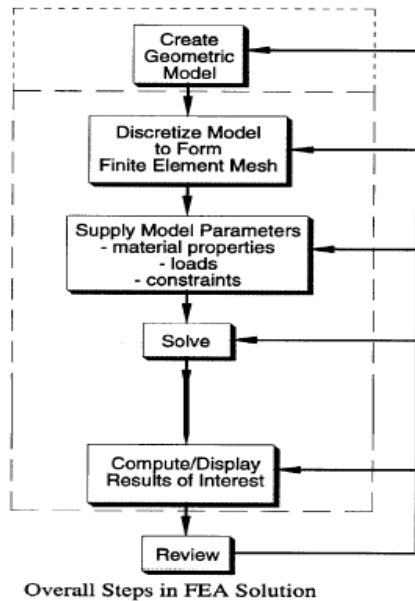 Create
Geometric
Model
Discretize Model
to Form
Finite Element Mesh
Supply Model Parameters
- material properties
- loads
- constraints
Solve
Compute/Display
Results of Interest
Review
Overall Steps in FEA Solution